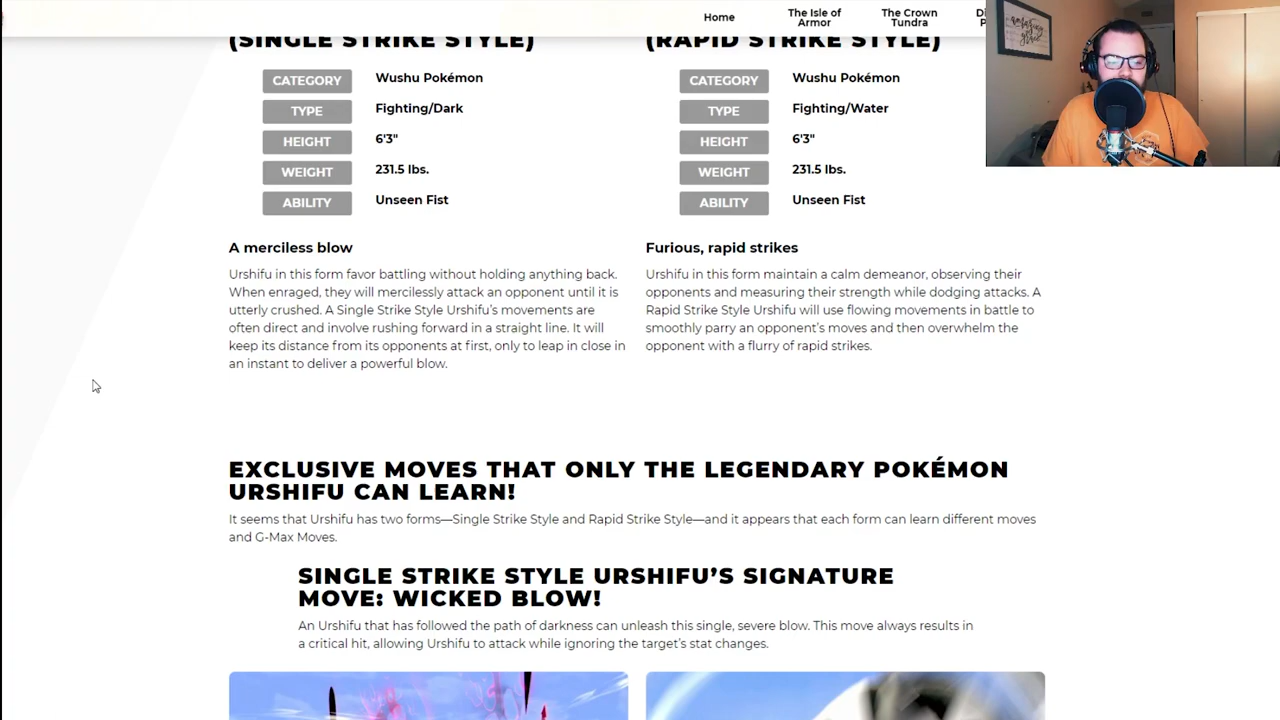 Home
The Isle of
Armor
The Crown
Tundra
(SINGLE STRIKE STYLE)
CATEGORY Wushu Pokémon
TYPE Fighting/Dark
HEIGHT 6'3"
WEIGHT 231.5 lbs.
ABILITY Unseen Fist
A merciless blow
Urshifu in this form favor battling without holding anything back.
When enraged, they will mercilessly attack an opponent until it is
utterly crushed. A Single Strike Style Urshifu's movements are
often direct and involve rushing forward in a straight line. It will
keep its distance from its opponents at first, only to leap in close in
an instant to deliver a powerful blow.
(RAPID STRIKE STYLE)
CATEGORY Wushu Pokémon
TYPE Fighting/Water
HEIGHT 6'3"
WEIGHT 231.5 lbs.
ABILITY Unseen Fist
Furious, rapid strikes
Urshifu in this form maintain a calm demeanor, observing their
opponents and measuring their strength while dodging attacks. A
Rapid Strike Style Urshifu will use flowing movements in battle to
smoothly parry an opponent's moves and then overwhelm the
opponent with a flurry of rapid strikes.
EXCLUSIVE MOVES THAT ONLY THE LEGENDARY POKÉMON
URSHIFU CAN LEARN!
It seems that Urshifu has two forms—Single Strike Style and Rapid Strike Style—and it appears that each form can learn different moves
and G-Max Moves.
SINGLE STRIKE STYLE URSHIFU'S SIGNATURE
MOVE: WICKED BLOW!
An Urshifu that has followed the path of darkness can unleash this single, severe blow. This move always results in
a critical hit, allowing Urshifu to attack while ignoring the target's stat changes.
amazing
grace